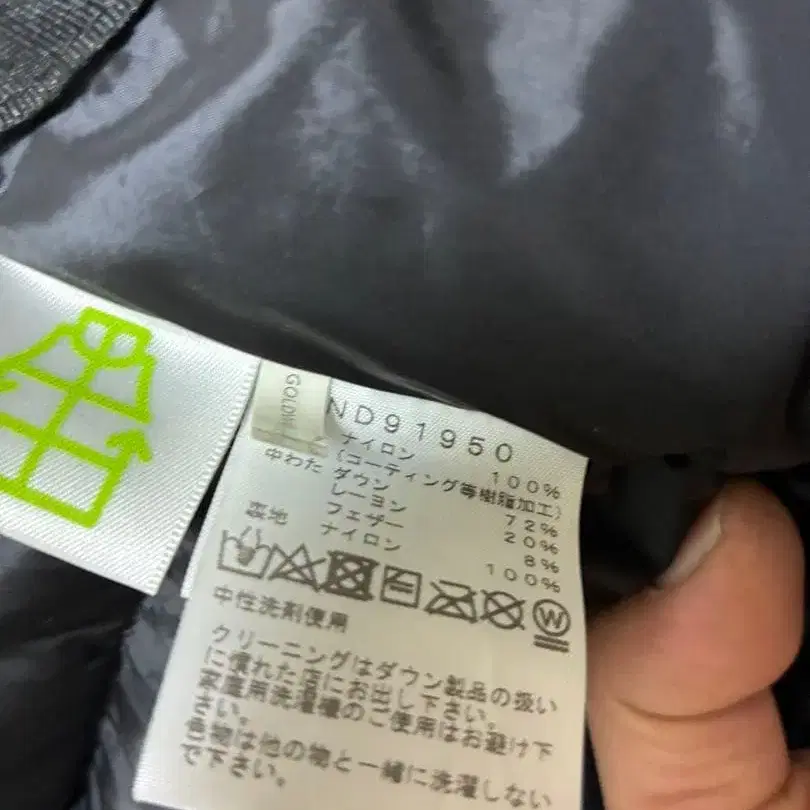 GOLDW
ND91950
ナイロン 100%
(コーティング等樹脂加工)
中わた ダウン 72%
レーヨン 20%
フェザー 8%
裏地 ナイロン 100%
W
中性洗剤使用
クリーニングはダウン製品の扱い
に慣れた店にお出し下さい。
家庭用洗濯機のご使用はお避け下
さい。
色物は他の物と一緒に洗濯しない
で下さい。